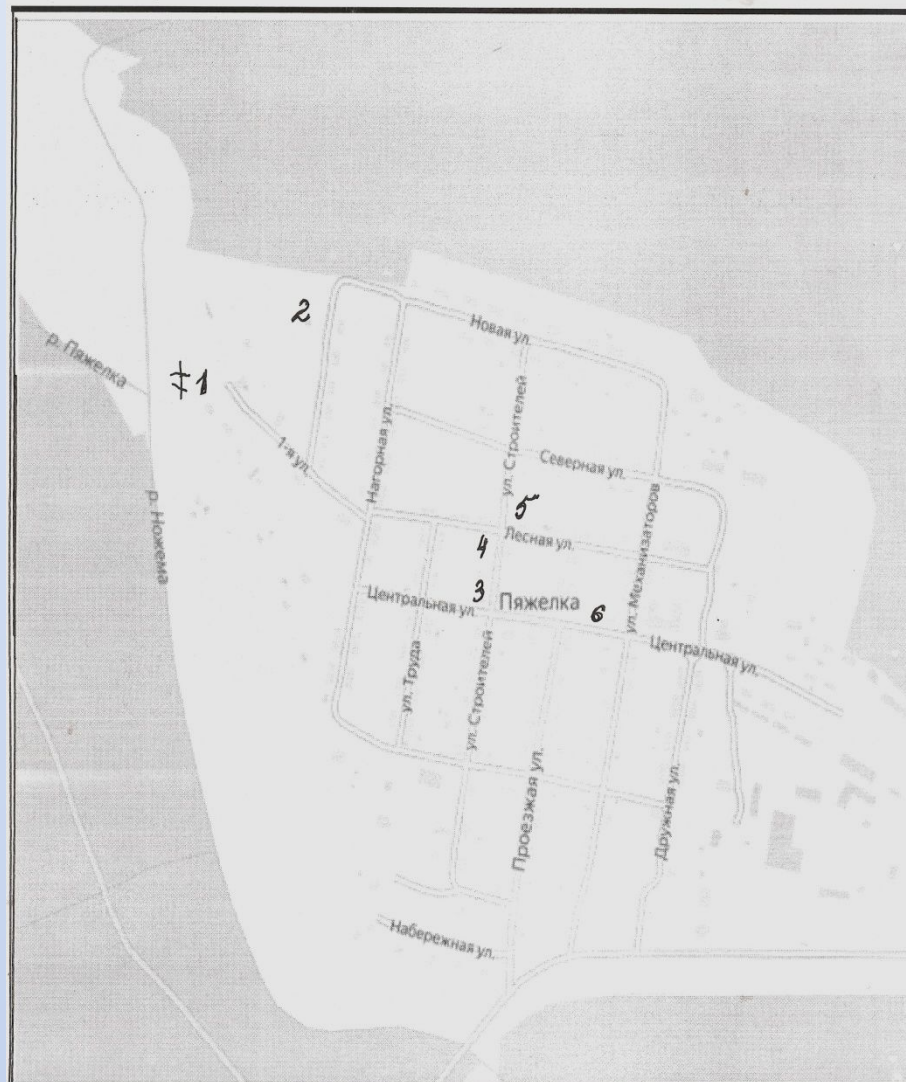 2
Новая ул.
р. Пяжелка
‡1
ул. Строителей
Нагорная ул.
1-я ул.
Северная ул.
р. Ножема
5
ул. Механизаторов
4
Лесная ул.
3
Пяжелка
6
Центральная ул.
Центральная ул.
ул. Труда
ул. Строителей
Проезжая ул.
Дружная ул.
Набережная ул.